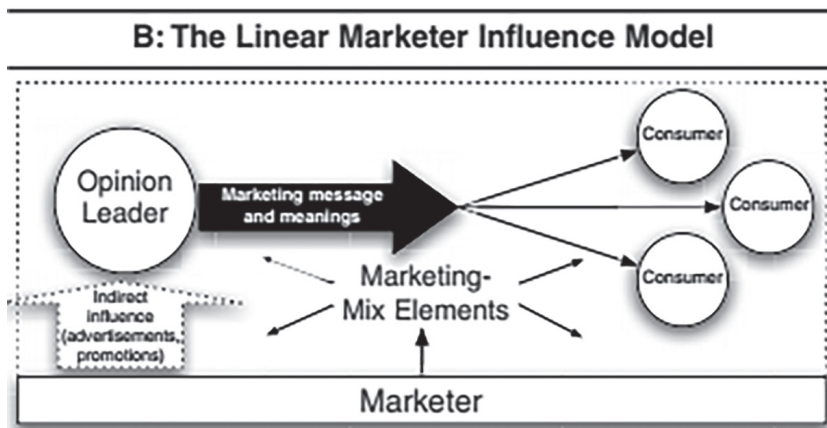 B: The Linear Marketer Influence Model
Opinion
Leader
Marketing message
and meanings
Consumer
Consumer
Consumer
Marketing-
Mix Elements
Indirect
influence
(advertisements,
promotions)
Marketer